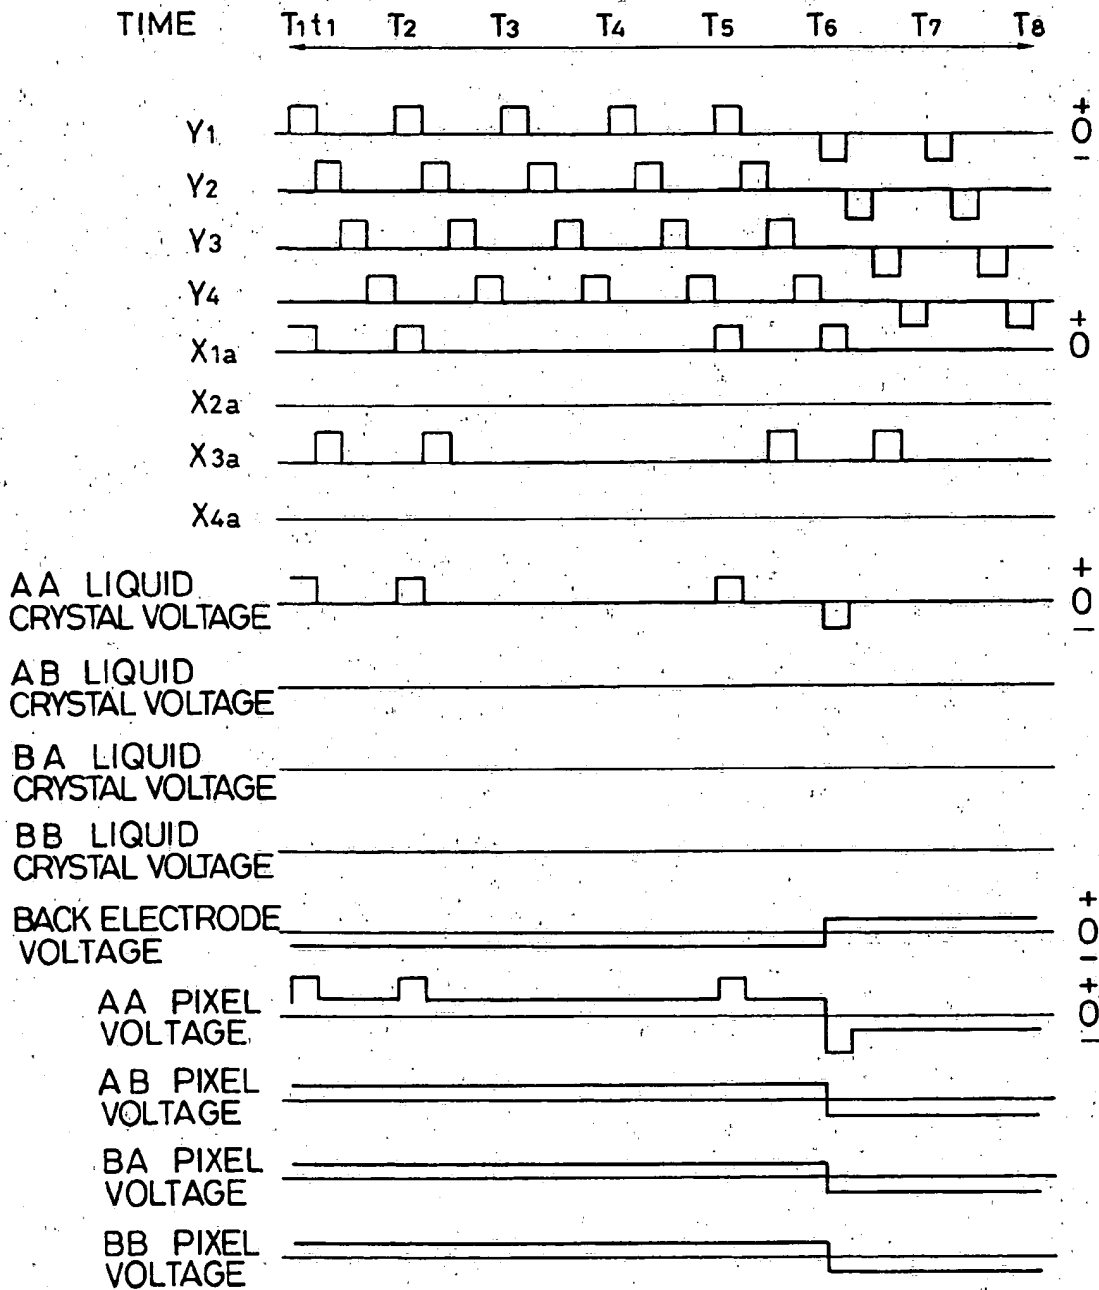 TIME T1 t1 T2 T3 T4 T5 T6 T7 T8
Y1 + 0 −
Y2
Y3
Y4
X1a + 0
X2a
X3a
X4a
AA LIQUID
CRYSTAL VOLTAGE + 0 −
AB LIQUID
CRYSTAL VOLTAGE
BA LIQUID
CRYSTAL VOLTAGE
BB LIQUID
CRYSTAL VOLTAGE
BACK ELECTRODE
VOLTAGE + 0 −
AA PIXEL
VOLTAGE + 0 −
AB PIXEL
VOLTAGE
BA PIXEL
VOLTAGE
BB PIXEL
VOLTAGE